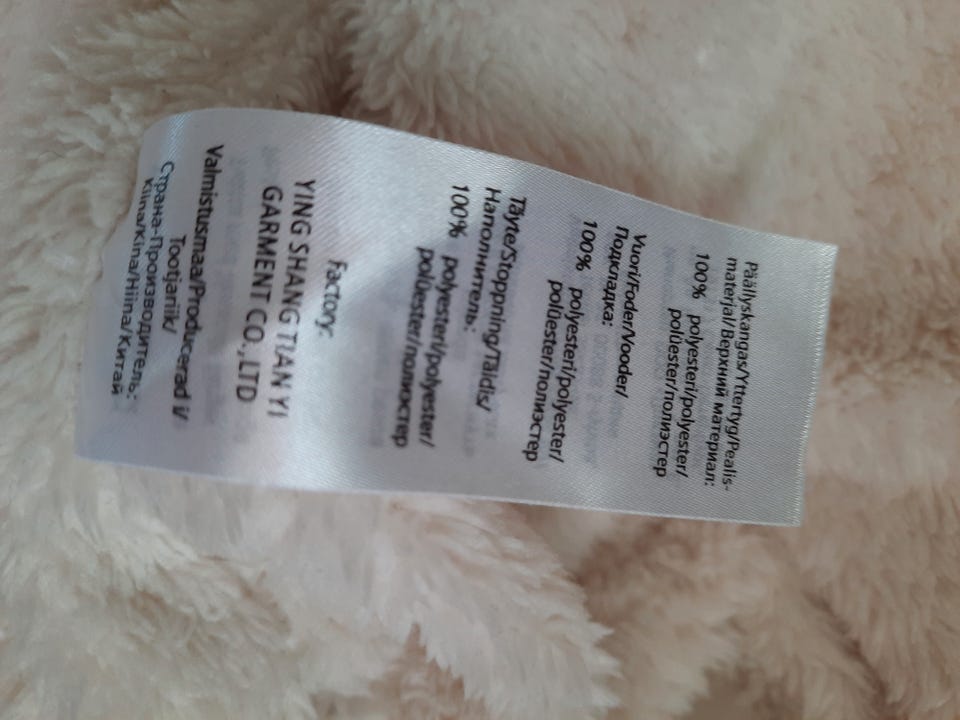 Päällyskangas/Yttertyg/Pealis-
materjal/Верхний материал:
100% polyesteri/polyester/
polüester/полиэстер
Vuori/Foder/Vooder/
Подкладка:
100% polyesteri/polyester/
polüester/полиэстер
Täyte/Stoppning/Täidis/
Наполнитель:
100% polyesteri/polyester/
polüester/полиэстер
Factory:
YING SHANG TIAN YI
GARMENT CO.,LTD
Valmistusmaa/Producerad i/
Tootjariik/
Страна-Производитель:
Kiina/Kina/Hiina/Китай